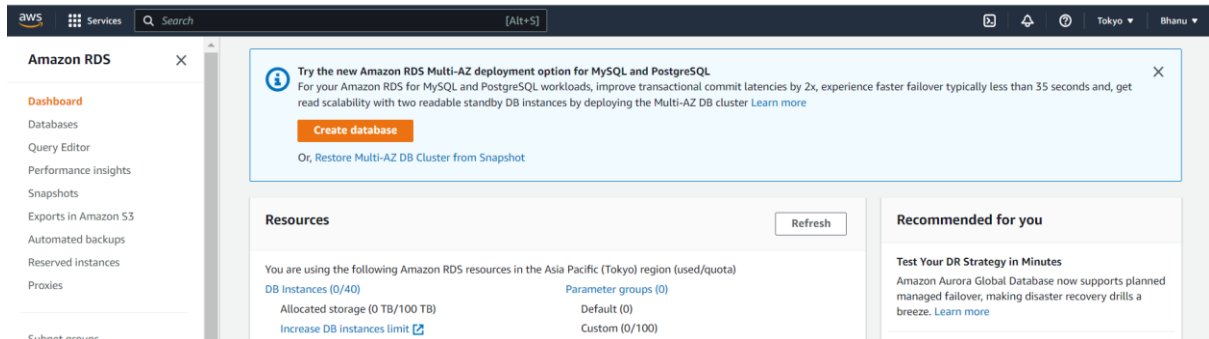 aws
Services
Search
[Alt+S]
Tokyo ▼
Bhanu ▼
Amazon RDS
Dashboard
Databases
Query Editor
Performance insights
Snapshots
Exports in Amazon S3
Automated backups
Reserved instances
Proxies
Subnet groups
Try the new Amazon RDS Multi-AZ deployment option for MySQL and PostgreSQL
For your Amazon RDS for MySQL and PostgreSQL workloads, improve transactional commit latencies by 2x, experience faster failover typically less than 35 seconds and, get
read scalability with two readable standby DB instances by deploying the Multi-AZ DB cluster Learn more
Create database
Or, Restore Multi-AZ DB Cluster from Snapshot
Resources
Refresh
You are using the following Amazon RDS resources in the Asia Pacific (Tokyo) region (used/quota)
DB Instances (0/40)
Allocated storage (0 TB/100 TB)
Increase DB instances limit
Parameter groups (0)
Default (0)
Custom (0/100)
Recommended for you
Test Your DR Strategy in Minutes
Amazon Aurora Global Database now supports planned
managed failover, making disaster recovery drills a
breeze. Learn more